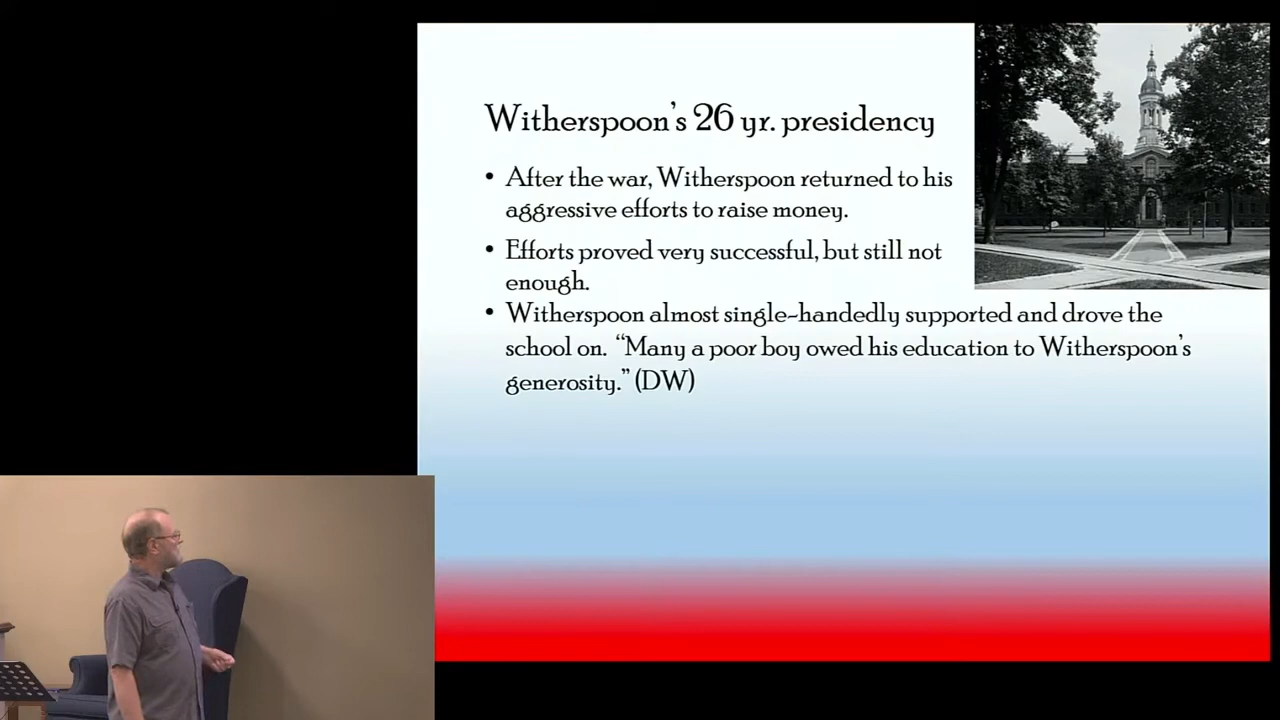 Witherspoon's 26 yr. presidency
• After the war, Witherspoon returned to his
aggressive efforts to raise money.
• Efforts proved very successful, but still not
enough.
• Witherspoon almost single-handedly supported and drove the
school on. “Many a poor boy owed his education to Witherspoon's
generosity.” (DW)